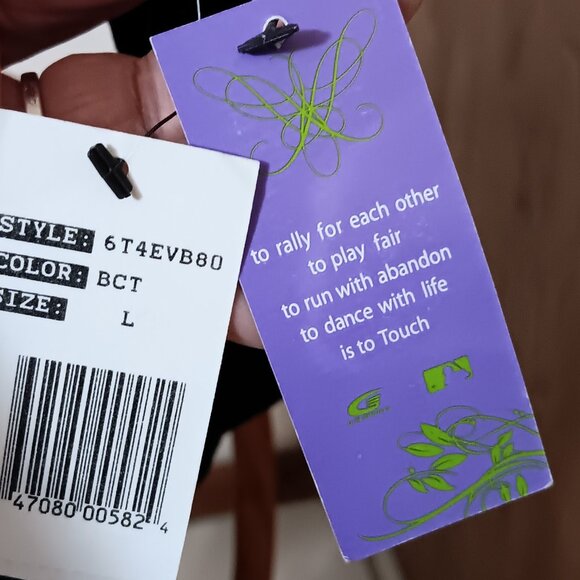 STYLE: 6T4EVB80
COLOR: BCT
SIZE: L
47080 00582 4
to rally for each other
to play fair
to run with abandon
to dance with life
is to Touch